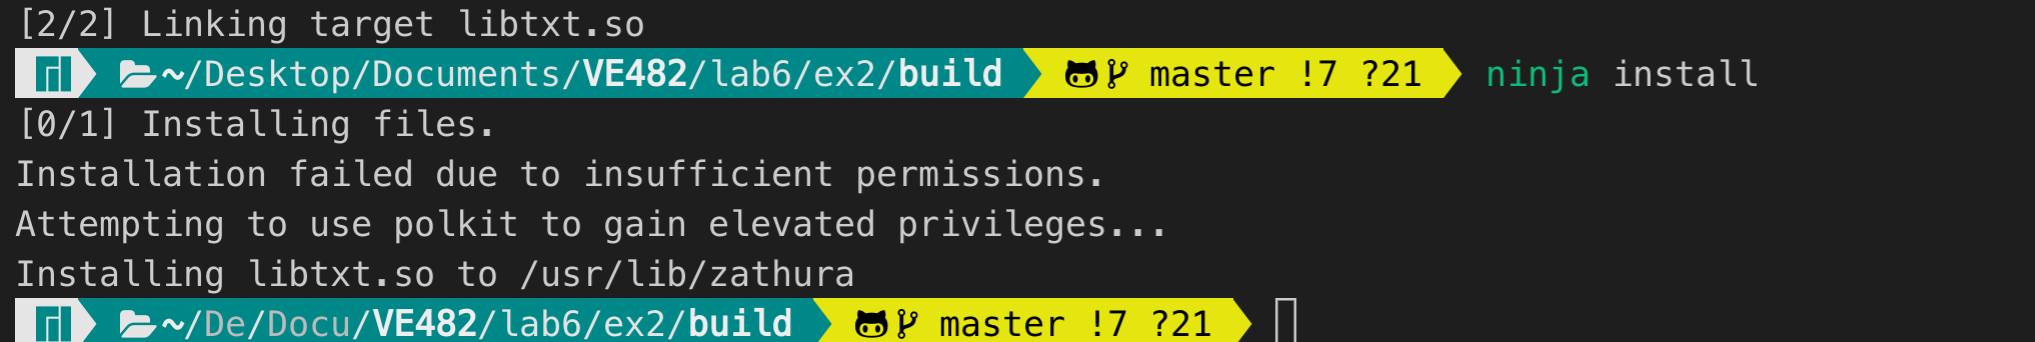 [2/2] Linking target libtxt.so
~/Desktop/Documents/VE482/lab6/ex2/build master !7 ?21 ninja install
[0/1] Installing files.
Installation failed due to insufficient permissions.
Attempting to use polkit to gain elevated privileges...
Installing libtxt.so to /usr/lib/zathura
~/De/Docu/VE482/lab6/ex2/build master !7 ?21